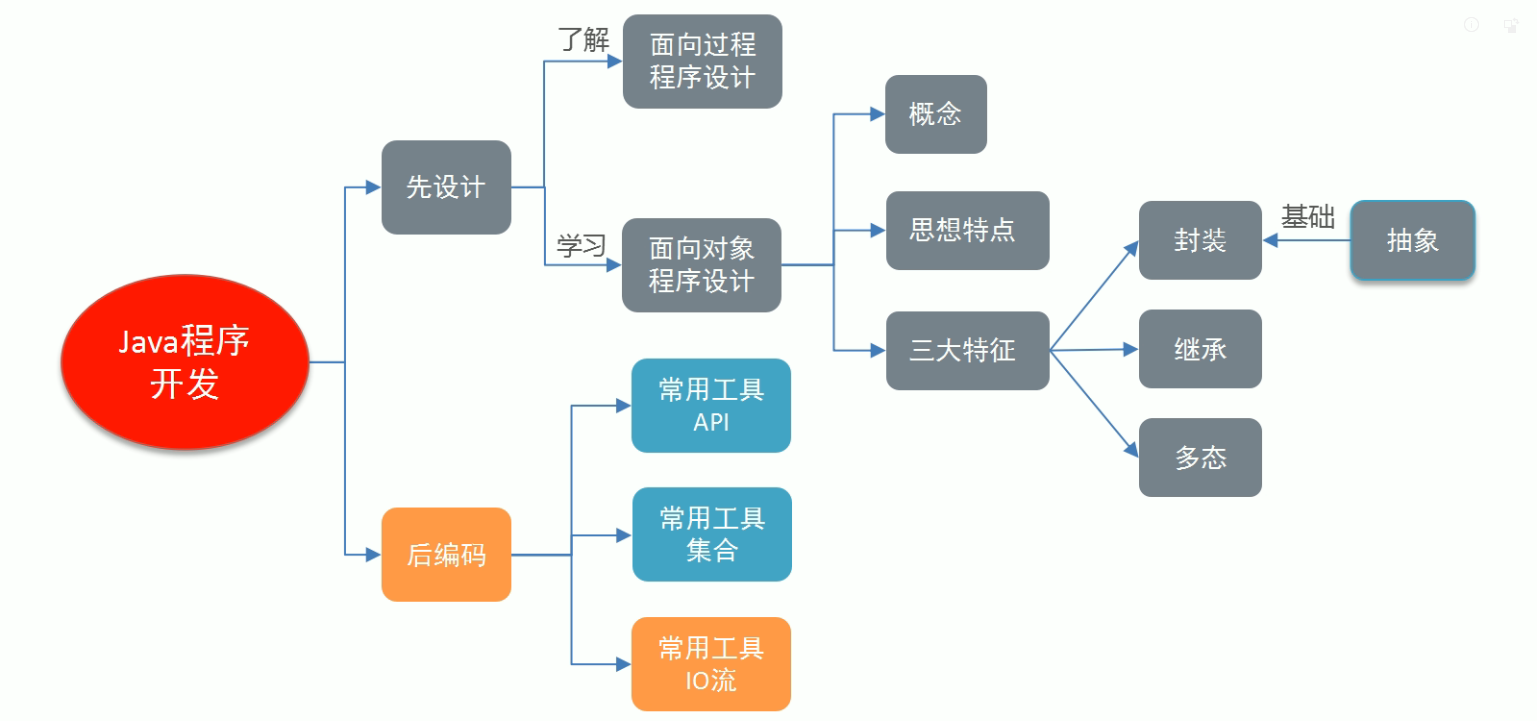 Java程序
开发
先设计
了解
面向过程
程序设计
学习
面向对象
程序设计
概念
思想特点
三大特征
封装
基础
抽象
继承
多态
后编码
常用工具
API
常用工具
集合
常用工具
IO流